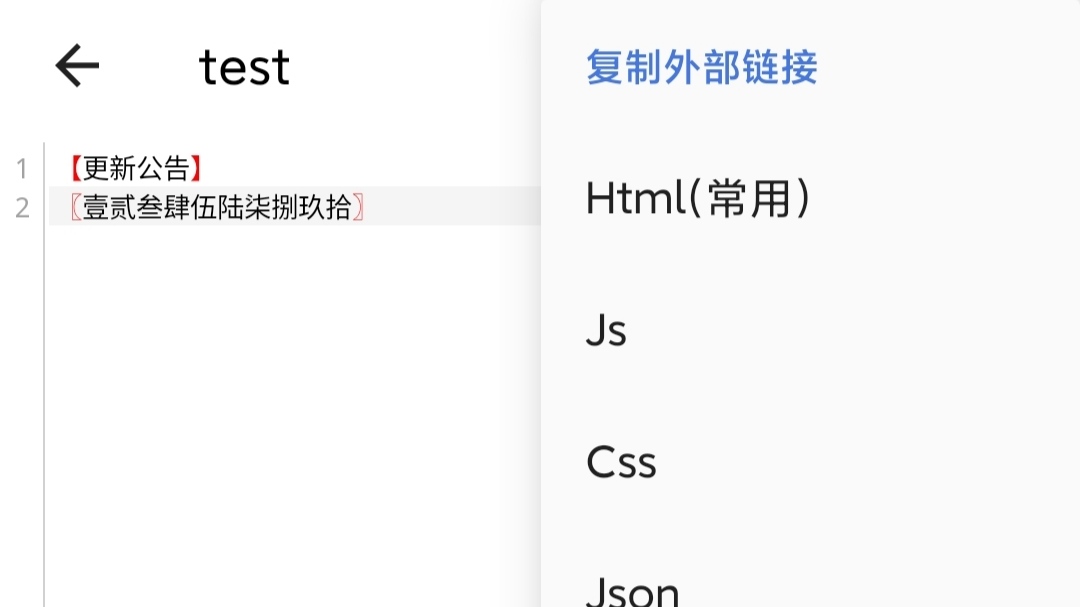 test
1 【更新公告】
2 〖壹贰叁肆伍陆柒捌玖拾〗
复制外部链接
Html(常用)
Js
Css
Json